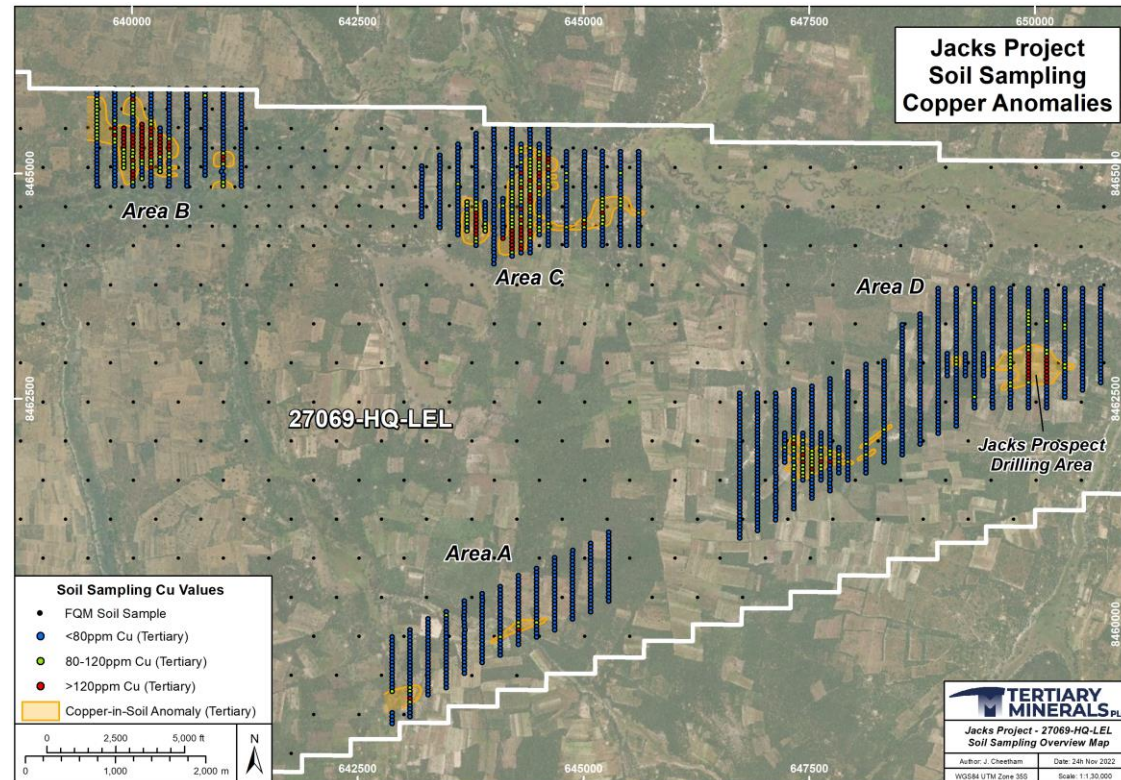 640000
642500
645000
647500
650000
Jacks Project
Soil Sampling
Copper Anomalies
8465000
8465000
Area B
Area C
Area D
8462500
8462500
27069-HQ-LEL
Jacks Prospect
Drilling Area
Area A
8460000
Soil Sampling Cu Values
FQM Soil Sample
<80ppm Cu (Tertiary)
80-120ppm Cu (Tertiary)
>120ppm Cu (Tertiary)
Copper-in-Soil Anomaly (Tertiary)
0 2,500 5,000 ft
0 1,000 2,000 m
N
642500
645000
647500
TERTIARY
MINERALS PLC
Jacks Project - 27069-HQ-LEL
Soil Sampling Overview Map
Author: J. Cheetham
Date: 24h Nov 2022
WGS84 UTM Zone 35S
Scale: 1:1,30,000